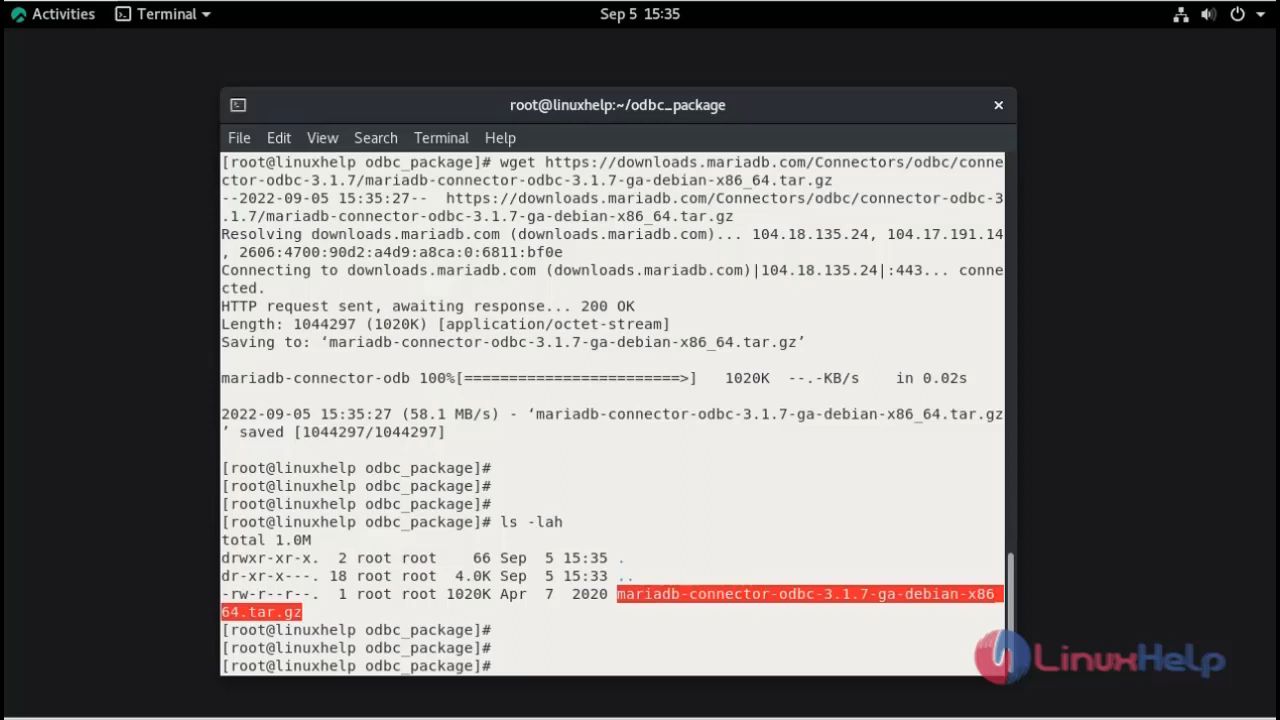 Activities Terminal Sep 5 15:35
root@linuxhelp:~/odbc_package
File Edit View Search Terminal Help
[root@linuxhelp odbc_package]# wget https://downloads.mariadb.com/Connectors/odbc/conne
ctor-odbc-3.1.7/mariadb-connector-odbc-3.1.7-ga-debian-x86_64.tar.gz
--2022-09-05 15:35:27--  https://downloads.mariadb.com/Connectors/odbc/connector-odbc-3
.1.7/mariadb-connector-odbc-3.1.7-ga-debian-x86_64.tar.gz
Resolving downloads.mariadb.com (downloads.mariadb.com)... 104.18.135.24, 104.17.191.14
, 2606:4700:90d2:a4d9:a8ca:0:6811:bf0e
Connecting to downloads.mariadb.com (downloads.mariadb.com)|104.18.135.24|:443... conne
cted.
HTTP request sent, awaiting response... 200 OK
Length: 1044297 (1020K) [application/octet-stream]
Saving to: ‘mariadb-connector-odbc-3.1.7-ga-debian-x86_64.tar.gz’
mariadb-connector-odb 100%[========================>]   1020K  --.-KB/s    in 0.02s
2022-09-05 15:35:27 (58.1 MB/s) - ‘mariadb-connector-odbc-3.1.7-ga-debian-x86_64.tar.gz
’ saved [1044297/1044297]
[root@linuxhelp odbc_package]#
[root@linuxhelp odbc_package]#
[root@linuxhelp odbc_package]#
[root@linuxhelp odbc_package]# ls -lah
total 1.0M
drwxr-xr-x.  2 root root    66 Sep  5 15:35 .
dr-xr-x---. 18 root root  4.0K Sep  5 15:33 ..
-rw-r--r--.  1 root root 1020K Apr  7  2020 mariadb-connector-odbc-3.1.7-ga-debian-x86_
64.tar.gz
[root@linuxhelp odbc_package]#
[root@linuxhelp odbc_package]#
[root@linuxhelp odbc_package]#
LinuxHelp